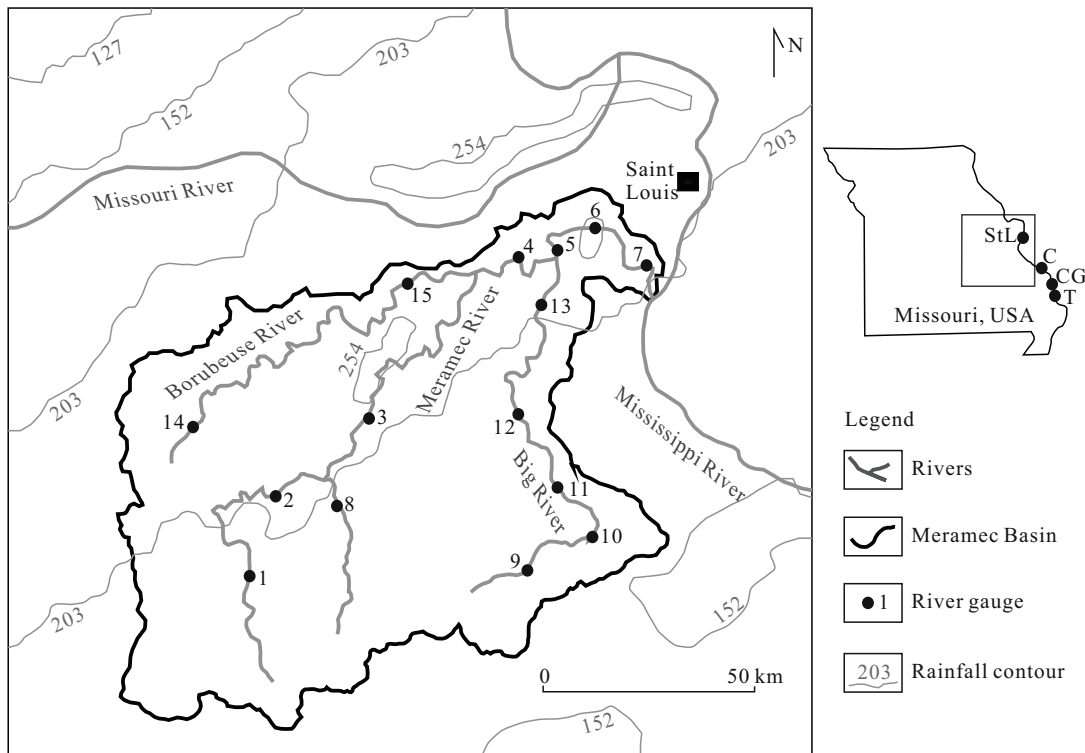 127
203
N
152
254
203
Saint
Louis
Missouri River
6
5
4
7
15
13
Meramec River
254
Borubeuse River
203
3
14
12
Mississippi River
Big River
11
2
8
10
9
1
203
152
0
50 km
152
StL
C
CG
T
Missouri, USA
Legend
Rivers
Meramec Basin
1
River gauge
203
Rainfall contour